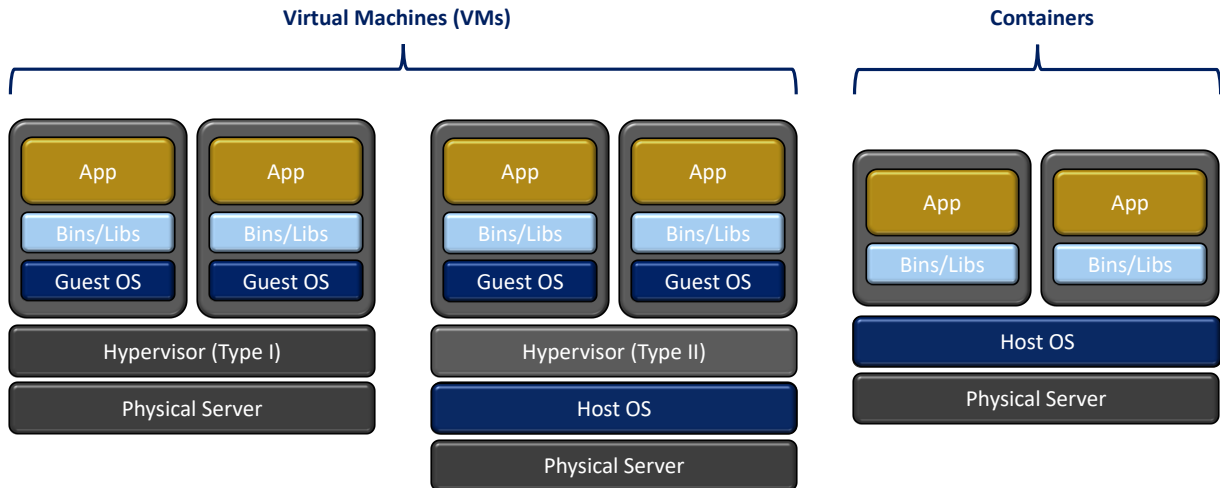 Virtual Machines (VMs)
Containers
App
App
Bins/Libs
Bins/Libs
Guest OS
Guest OS
Hypervisor (Type I)
Physical Server
App
App
Bins/Libs
Bins/Libs
Guest OS
Guest OS
Hypervisor (Type II)
Host OS
Physical Server
App
App
Bins/Libs
Bins/Libs
Host OS
Physical Server